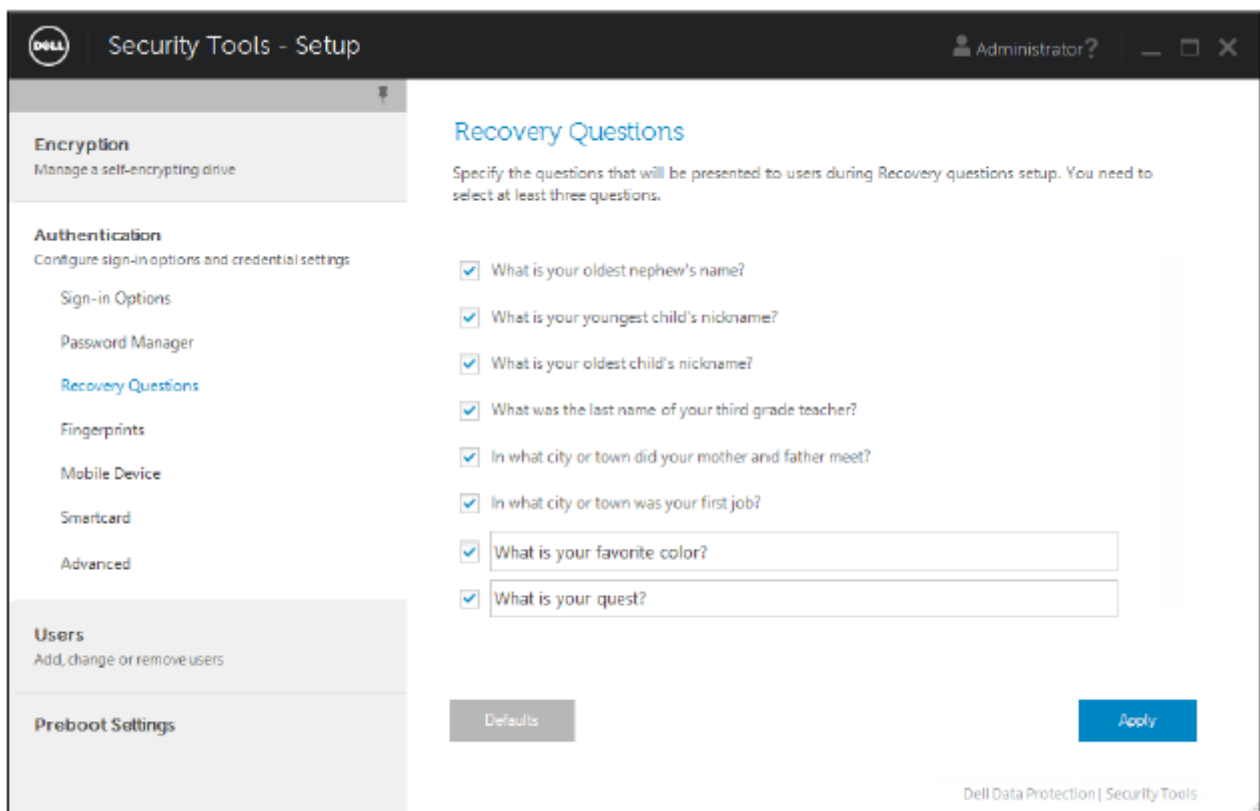 DELL
Security Tools - Setup
Administrator ?
Encryption
Manage a self-encrypting drive
Authentication
Configure sign-in options and credential settings
Sign-in Options
Password Manager
Recovery Questions
Fingerprints
Mobile Device
Smartcard
Advanced
Users
Add, change or remove users
Preboot Settings
Recovery Questions
Specify the questions that will be presented to users during Recovery questions setup. You need to
select at least three questions.
What is your oldest nephew's name?
What is your youngest child's nickname?
What is your oldest child's nickname?
What was the last name of your third grade teacher?
In what city or town did your mother and father meet?
In what city or town was your first job?
What is your favorite color?
What is your quest?
Defaults
Apply
Dell Data Protection | Security Tools